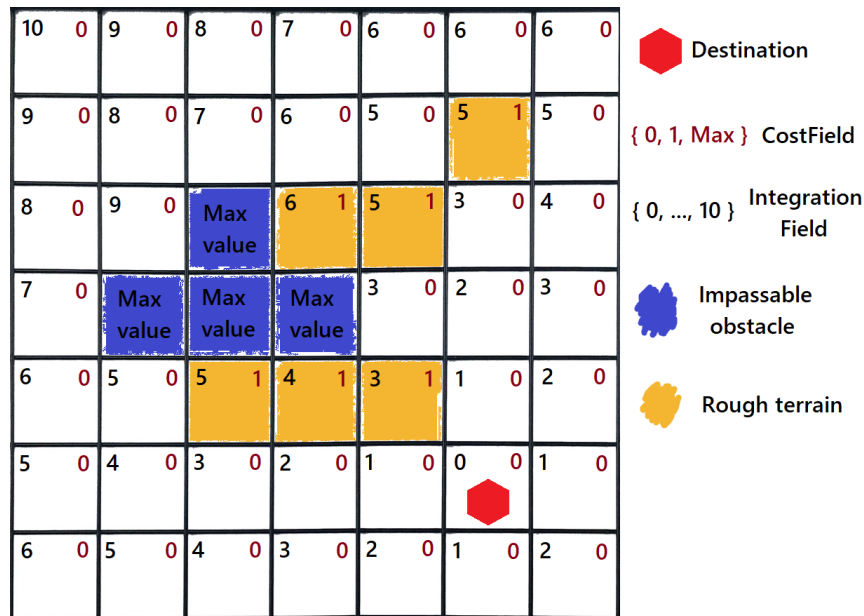 10 0 9 0 8 0 7 0 6 0 6 0 6 0
9 0 8 0 7 0 6 0 5 0 5 1 5 0
8 0 9 0 Max value 6 1 5 1 3 0 4 0
7 0 Max value Max value Max value 3 0 2 0 3 0
6 0 5 0 5 1 4 1 3 1 1 0 2 0
5 0 4 0 3 0 2 0 1 0 0 0 1 0
6 0 5 0 4 0 3 0 2 0 1 0 2 0
Destination
{ 0, 1, Max } CostField
{ 0, ..., 10 } Integration
Field
Impassable
obstacle
Rough terrain